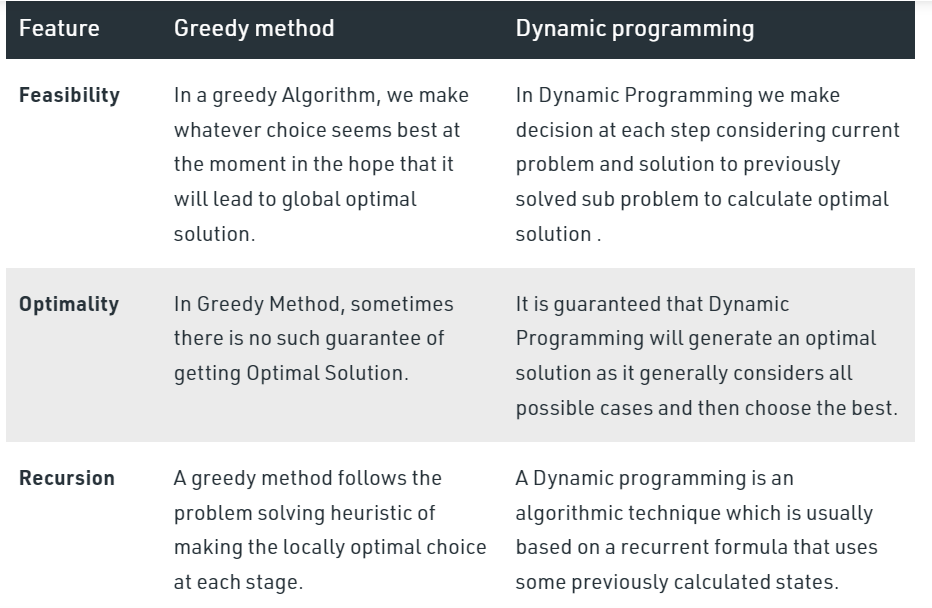 Feature Greedy method Dynamic programming
Feasibility In a greedy Algorithm, we make In Dynamic Programming we make
whatever choice seems best at decision at each step considering current
the moment in the hope that it problem and solution to previously
will lead to global optimal solved sub problem to calculate optimal
solution. solution .
Optimality In Greedy Method, sometimes It is guaranteed that Dynamic
there is no such guarantee of Programming will generate an optimal
getting Optimal Solution. solution as it generally considers all
possible cases and then choose the best.
Recursion A greedy method follows the A Dynamic programming is an
problem solving heuristic of algorithmic technique which is usually
making the locally optimal choice based on a recurrent formula that uses
at each stage. some previously calculated states.